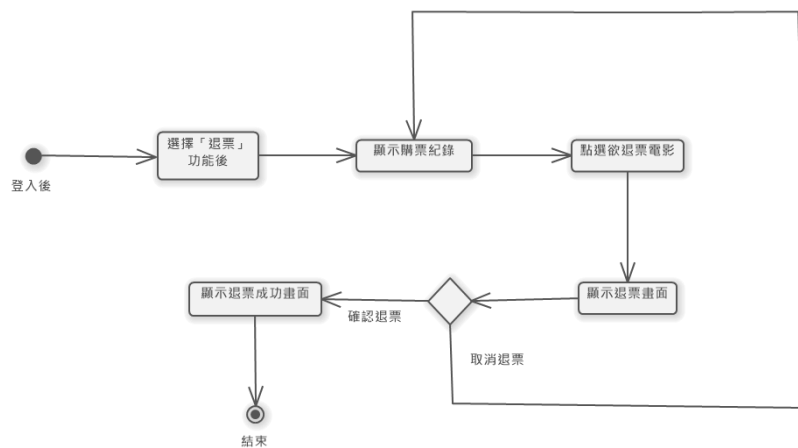 登入後
選擇「退票」
功能後
顯示購票紀錄
點選欲退票電影
顯示退票畫面
取消退票
確認退票
顯示退票成功畫面
結束